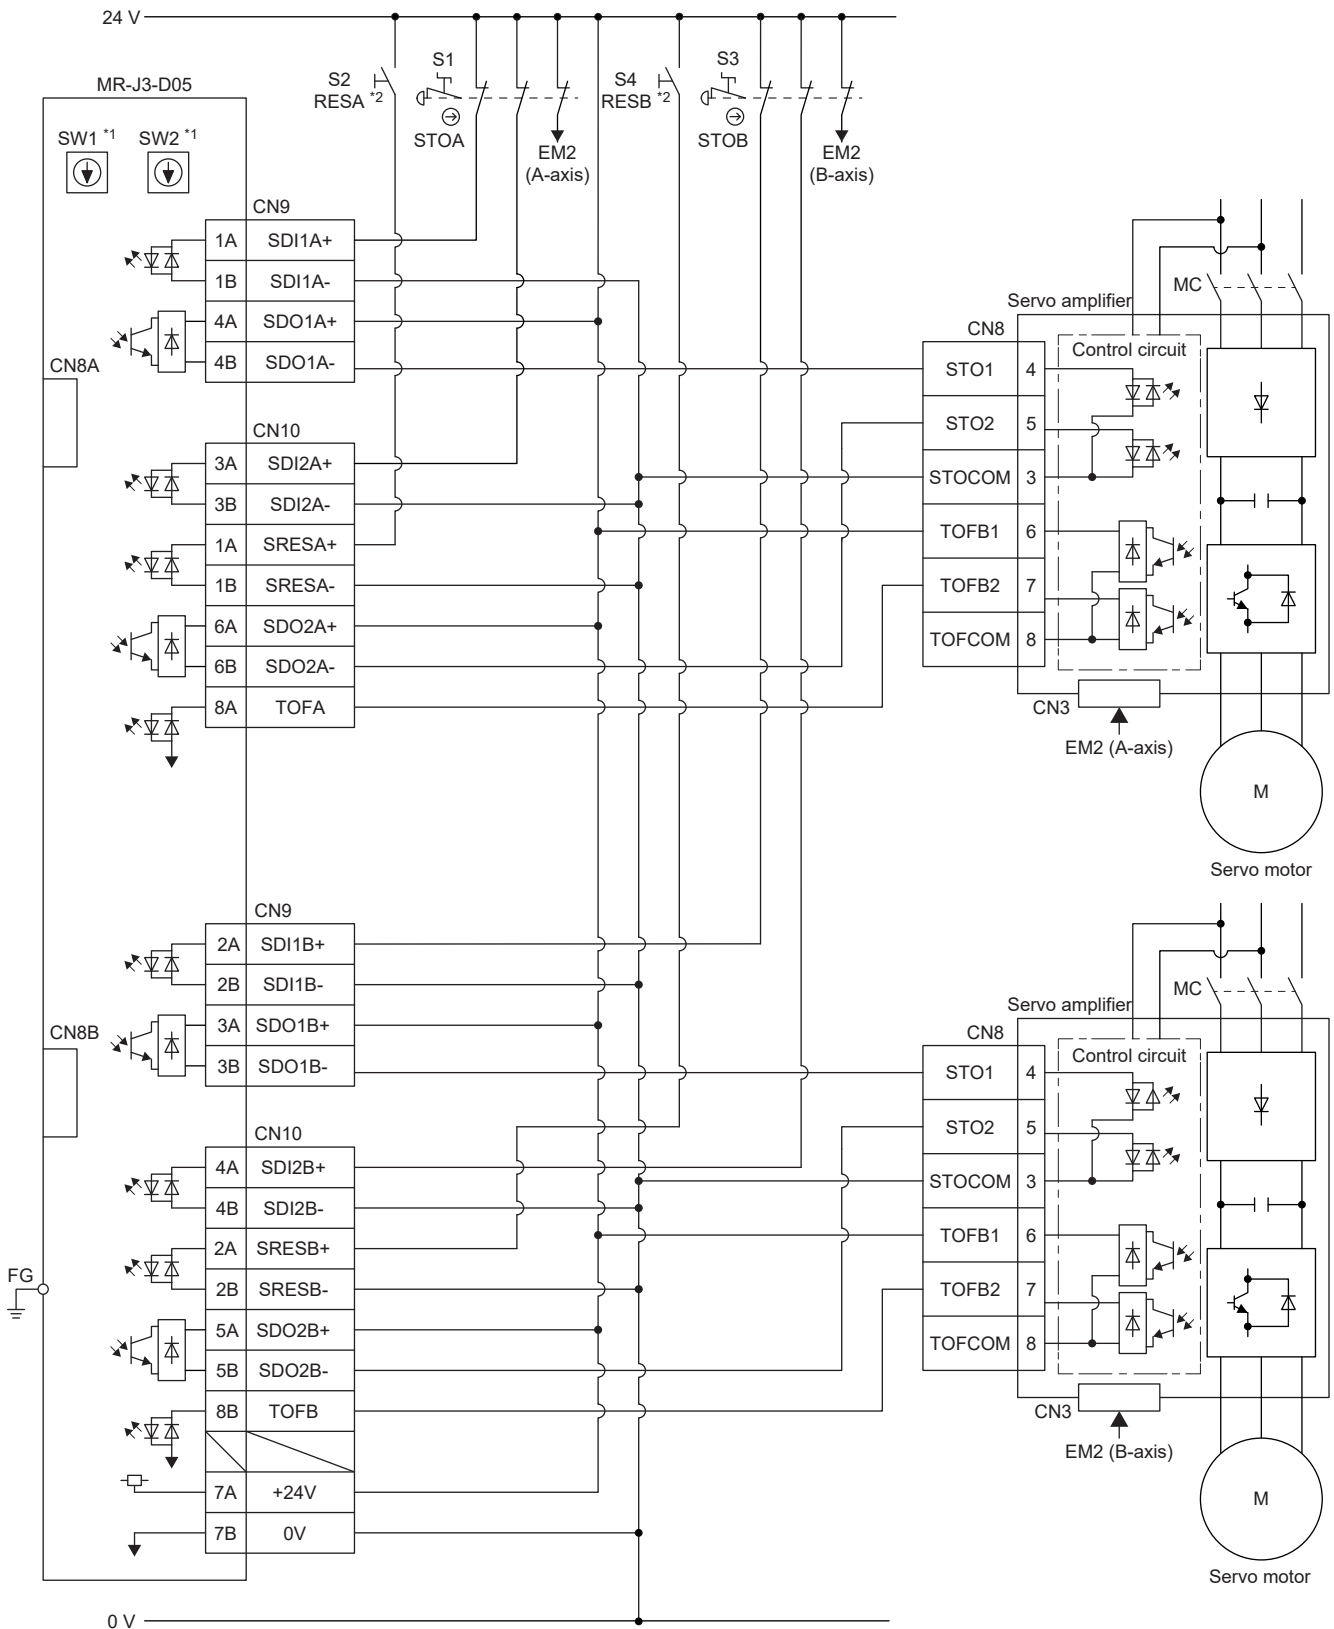 24 V
MR-J3-D05
SW1 *1
SW2 *1
S2
RESA *2
S1
STOA
EM2
(A-axis)
S4
RESB *2
S3
STOB
EM2
(B-axis)
CN9
1A SDI1A+
1B SDI1A-
4A SDO1A+
4B SDO1A-
CN8A
CN10
3A SDI2A+
3B SDI2A-
1A SRESA+
1B SRESA-
6A SDO2A+
6B SDO2A-
8A TOFA
MC
Servo amplifier
CN8
Control circuit
STO1 4
STO2 5
STOCOM 3
TOFB1 6
TOFB2 7
TOFCOM 8
CN3
EM2 (A-axis)
M
Servo motor
CN9
2A SDI1B+
2B SDI1B-
3A SDO1B+
3B SDO1B-
CN8B
CN10
4A SDI2B+
4B SDI2B-
2A SRESB+
2B SRESB-
5A SDO2B+
5B SDO2B-
8B TOFB
7A +24V
7B 0V
FG
MC
Servo amplifier
CN8
Control circuit
STO1 4
STO2 5
STOCOM 3
TOFB1 6
TOFB2 7
TOFCOM 8
CN3
EM2 (B-axis)
M
Servo motor
0 V